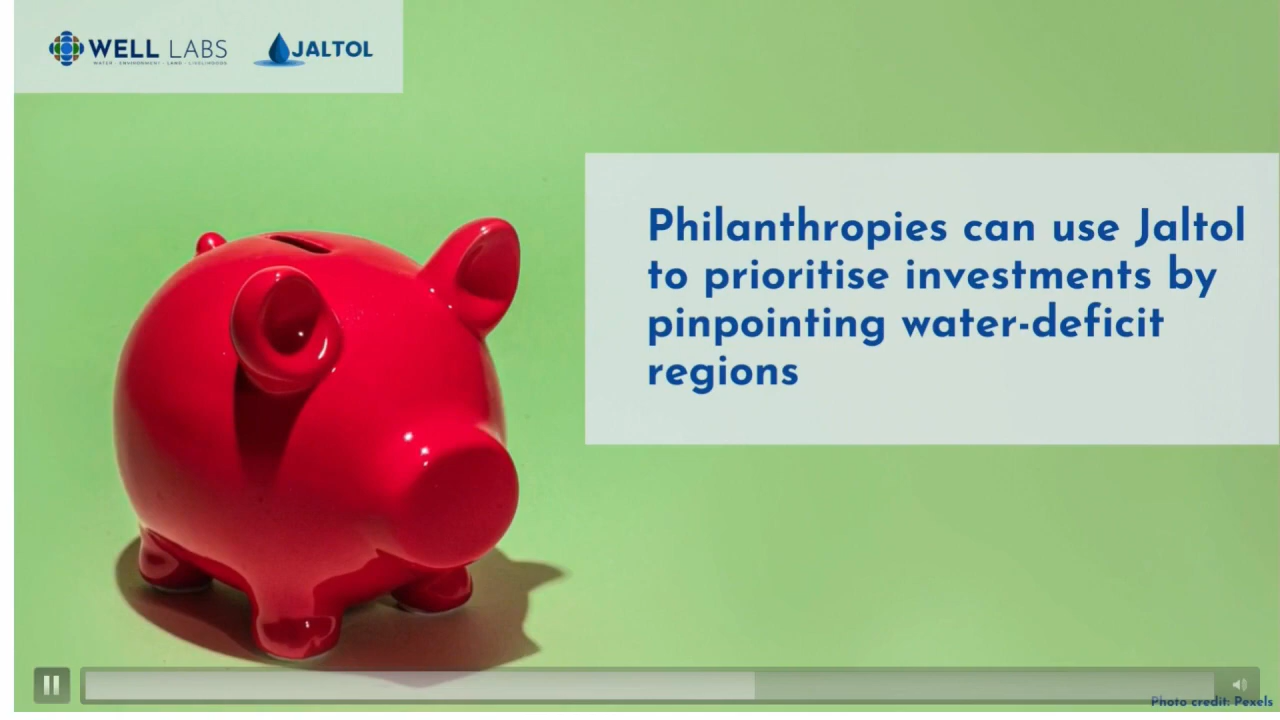 WELL LABS
WATER - ENVIRONMENT - LAND - LIVELIHOODS
JALTOL
Philanthropies can use Jaltol
to prioritise investments by
pinpointing water-deficit
regions
Photo credit: Pexels